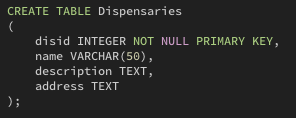 CREATE TABLE Dispensaries
(
    disid INTEGER NOT NULL PRIMARY KEY,
    name VARCHAR(50),
    description TEXT,
    address TEXT
);